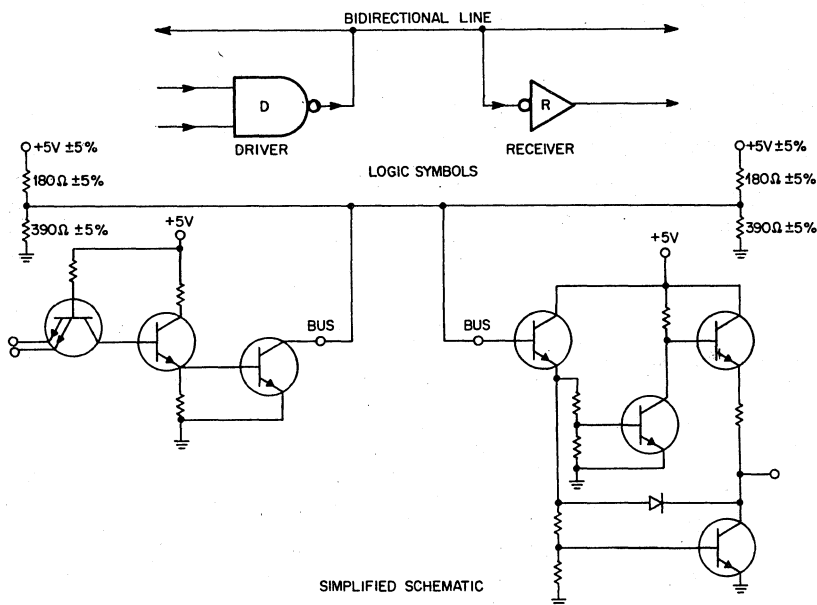 BIDIRECTIONAL LINE
D
R
DRIVER
RECEIVER
LOGIC SYMBOLS
+5V ±5%
180Ω ±5%
390Ω ±5%
+5V ±5%
180Ω ±5%
390Ω ±5%
+5V
BUS
BUS
+5V
SIMPLIFIED SCHEMATIC